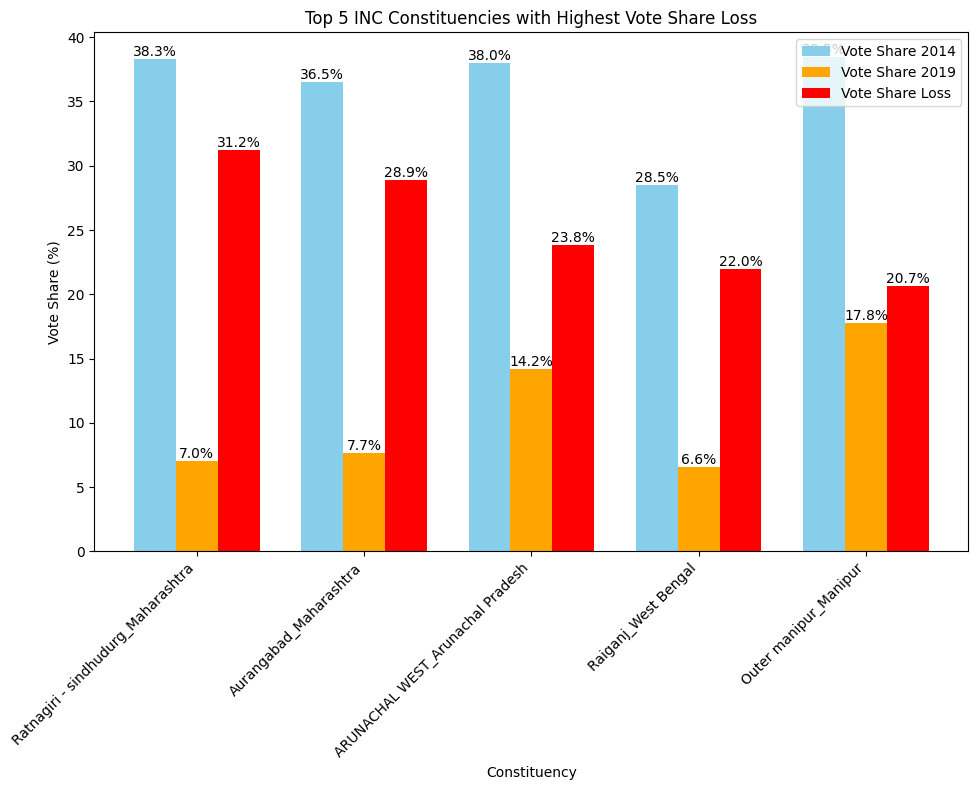 Top 5 INC Constituencies with Highest Vote Share Loss
Vote Share (%)
40
35
30
25
20
15
10
5
0
38.3%
7.0%
31.2%
36.5%
7.7%
28.9%
38.0%
14.2%
23.8%
28.5%
6.6%
22.0%
17.8%
20.7%
Vote Share 2014
Vote Share 2019
Vote Share Loss
Ratnagiri - sindhudurg_Maharashtra
Aurangabad_Maharashtra
ARUNACHAL WEST_Arunachal Pradesh
Raiganj_West Bengal
Outer manipur_Manipur
Constituency